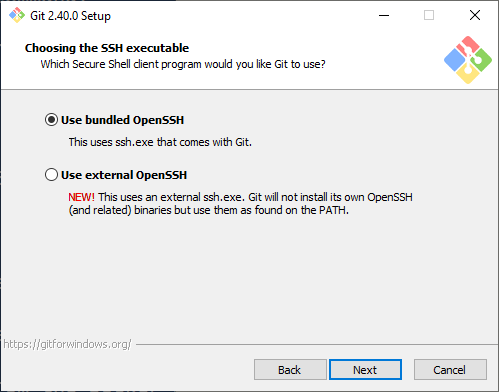 Git 2.40.0 Setup
Choosing the SSH executable
Which Secure Shell client program would you like Git to use?
Use bundled OpenSSH
This uses ssh.exe that comes with Git.
Use external OpenSSH
NEW! This uses an external ssh.exe. Git will not install its own OpenSSH
(and related) binaries but use them as found on the PATH.
https://gitforwindows.org/
Back Next Cancel